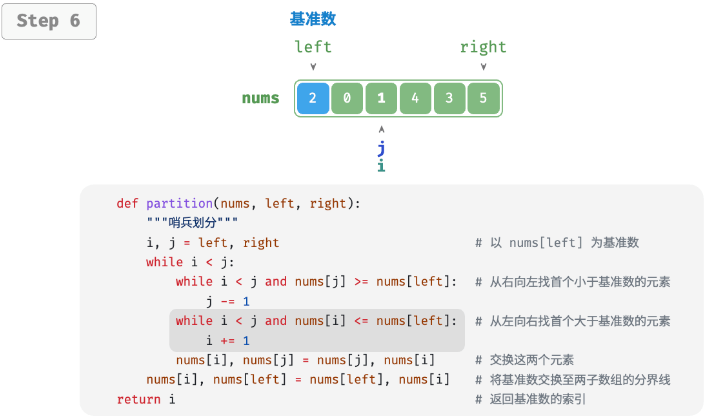 Step 6
基准数
left right
nums 2 0 1 4 3 5
j
i
def partition(nums, left, right):
"""哨兵划分"""
i, j = left, right # 以 nums[left] 为基准数
while i < j:
while i < j and nums[j] >= nums[left]: # 从右向左找首个小于基准数的元素
j -= 1
while i < j and nums[i] <= nums[left]: # 从左向右找首个大于基准数的元素
i += 1
nums[i], nums[j] = nums[j], nums[i] # 交换这两个元素
nums[i], nums[left] = nums[left], nums[i] # 将基准数交换至两子数组的分界线
return i # 返回基准数的索引